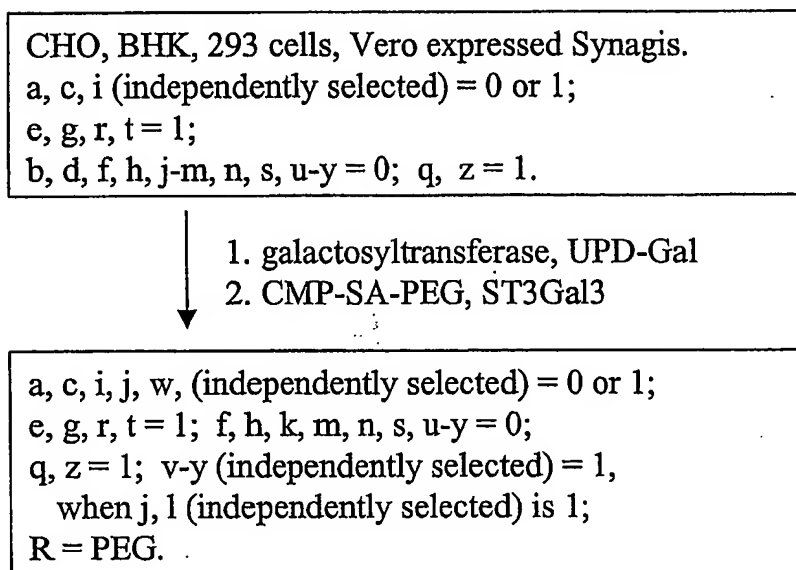 CHO, BHK, 293 cells, Vero expressed Synagis.
a, c, i (independently selected) = 0 or 1;
e, g, r, t = 1;
b, d, f, h, j-m, n, s, u-y = 0; q, z = 1.
1. galactosyltransferase, UPD-Gal
2. CMP-SA-PEG, ST3Gal3
a, c, i, j, w, (independently selected) = 0 or 1;
e, g, r, t = 1; f, h, k, m, n, s, u-y = 0;
q, z = 1; v-y (independently selected) = 1,
when j, l (independently selected) is 1;
R = PEG.